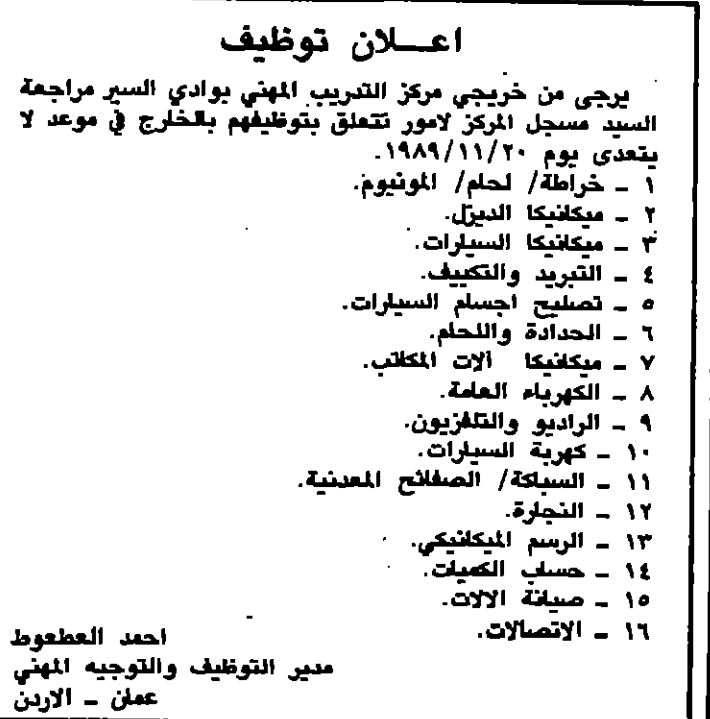 اعـــلان توظيف
يرجى من خريجي مركز التدريب المهني بوادي السير مراجعة
السيد مسجل المركز لامور تتعلق بتوظيفهم بالخارج في موعد لا
يتعدى يوم ١٩٨٩/١١/٢٠.
١ ـ خراطة/ لحام/ المونيوم.
٢ ـ ميكانيكا الديزل.
٣ ـ ميكانيكا السيارات.
٤ ـ التبريد والتكييف.
٥ ـ تصليح اجسام السيارات.
٦ ـ الحدادة واللحام.
٧ ـ ميكانيكا آلات المكاتب.
٨ ـ الكهرباء العامة.
٩ ـ الراديو والتلفزيون.
١٠ ـ كهربة السيارات.
١١ ـ السباكة/ الصفائح المعدنية.
١٢ ـ النجارة.
١٣ ـ الرسم الميكانيكي.
١٤ ـ حساب الكميات.
١٥ ـ صيانة الالات.
١٦ ـ الاتصالات.
احمد العطعوط
مدير التوظيف والتوجيه المهني
عمان ـ الاردن